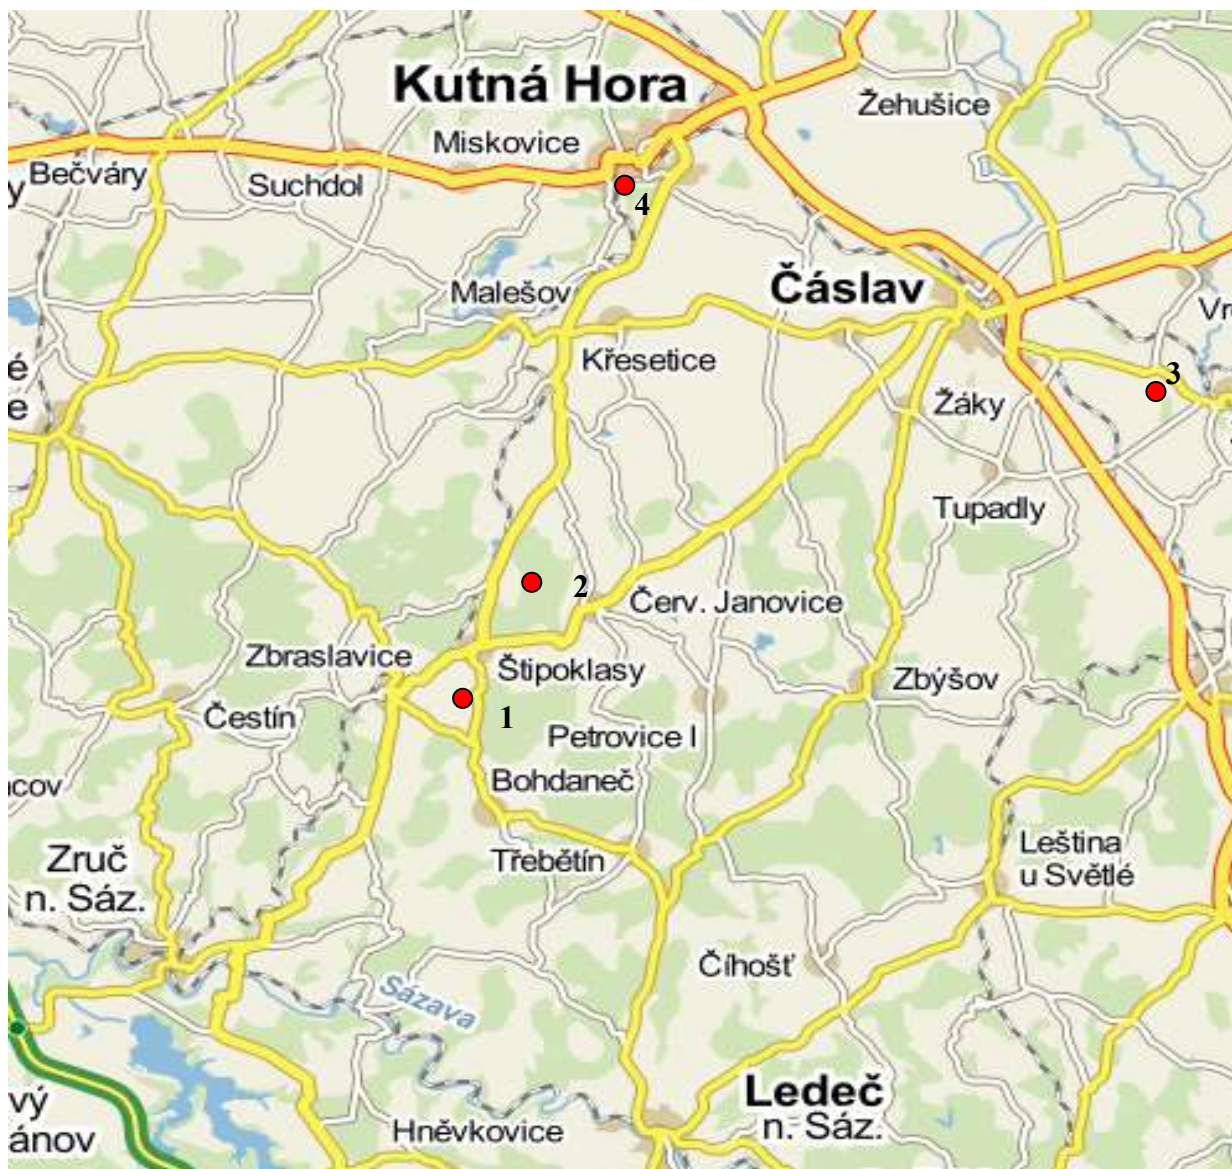 Kutná Hora
Žehušice
Miskovice
Bečváry
y
Suchdol
4
Malešov
Čáslav
Vr
Křesetice
é
e
3
Žáky
Tupadly
2
Červ. Janovice
Zbraslavice
Štipoklasy
Zbýšov
Čestín
1
Petrovice I
cov
Bohdaneč
Zruč
n. Sáz.
Třebětín
Leština
u Světlé
Číhošť
Sázava
Ledeč
n. Sáz.
vý
ánov
Hněvkovice